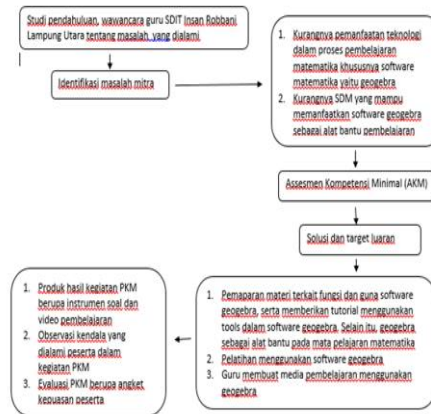 Studi pendahuluan, wawancara guru SDIT Insan Robbani
Lampung Utara tentang masalah, yang dialami
Identifikasi masalah mitra
1. Kurangnya pemanfaatan teknologi
dalam proses pembelajaran
matematika khususnya software
matematika yaitu geogebra
2. Kurangnya SDM yang mampu
memanfaatkan software geogebra
sebagai alat bantu pembelajaran
Assesmen Kompetensi Minimal (AKM)
Solusi dan target luaran
1. Pemaparan materi terkait fungsi dan guna software
geogebra, serta memberikan tutorial menggunakan
tools dalam software geogebra. Selain itu, geogebra
sebagai alat bantu pada mata pelajaran matematika
2. Pelatihan menggunakan software geogebra
3. Guru membuat media pembelajaran menggunakan
geogebra
1. Produk hasil kegiatan PKM
berupa instrumen soal dan
video pembelajaran
2. Observasi kendala yang
dialami peserta dalam
kegiatan PKM
3. Evaluasi PKM berupa angket
kepuasan peserta